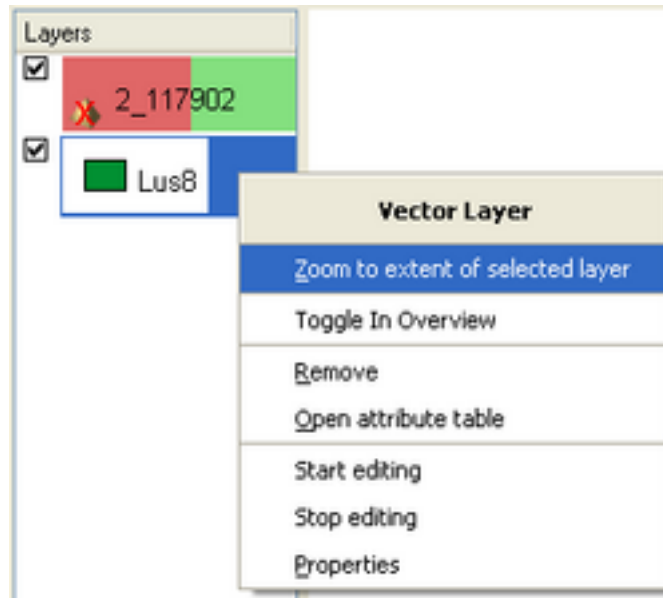 Layers
2_117902
Lus8
Vector Layer
Zoom to extent of selected layer
Toggle In Overview
Remove
Open attribute table
Start editing
Stop editing
Properties